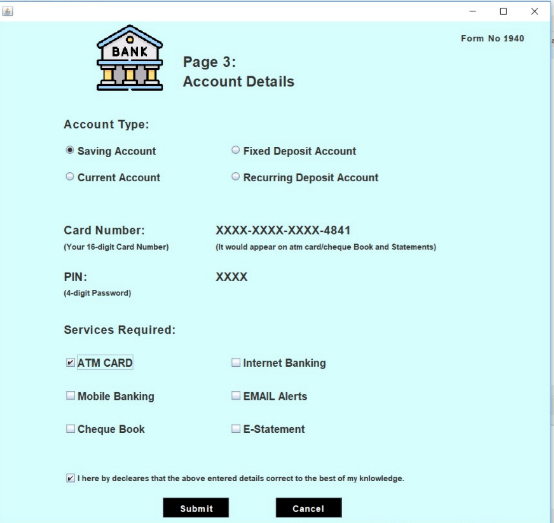 Form No 1940
BANK
Page 3:
Account Details
Account Type:
Saving Account Fixed Deposit Account
Current Account Recurring Deposit Account
Card Number: XXXX-XXXX-XXXX-4841
(Your 16-digit Card Number) (It would appear on atm card/cheque Book and Statements)
PIN: XXXX
(4-digit Password)
Services Required:
ATM CARD Internet Banking
Mobile Banking EMAIL Alerts
Cheque Book E-Statement
I here by decleares that the above entered details correct to the best of my knlowledge.
Submit Cancel